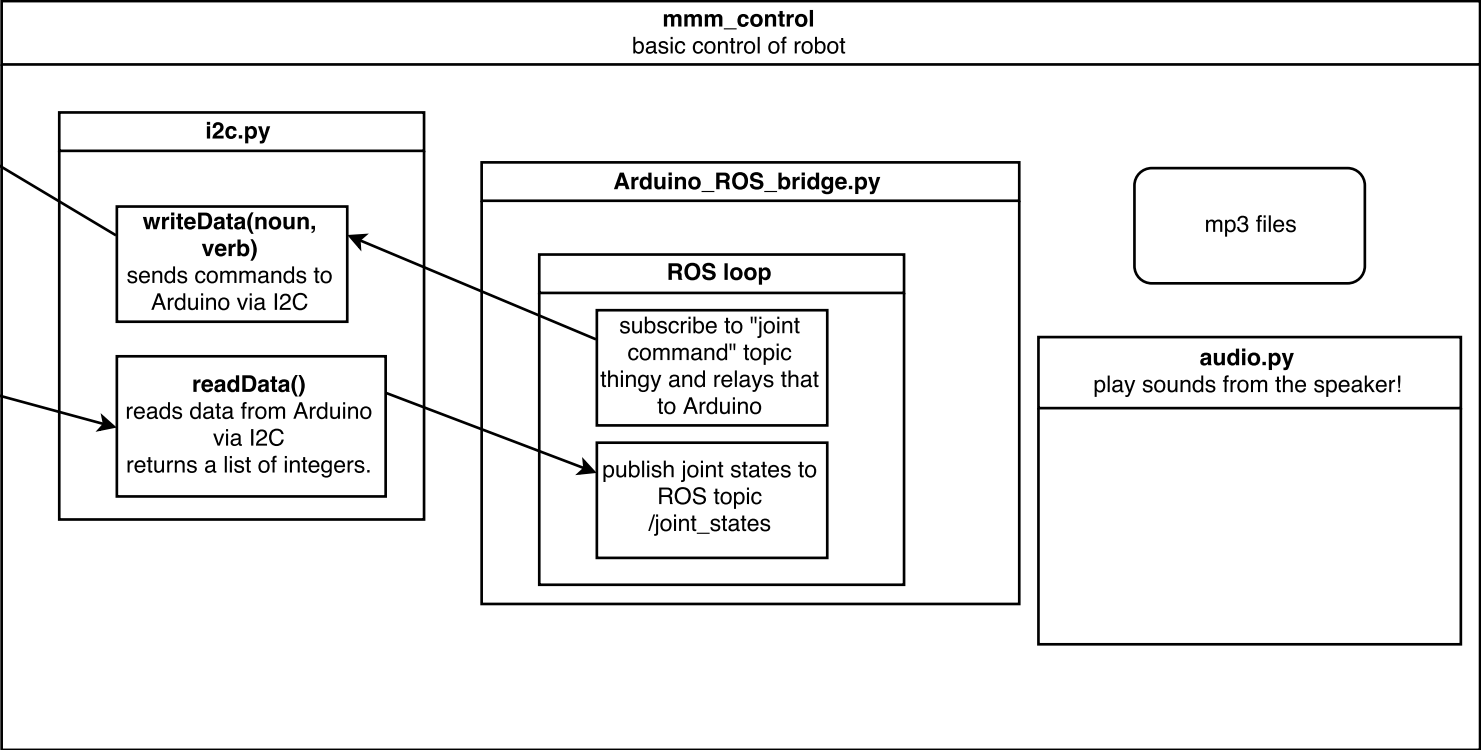 mmm_control
basic control of robot
i2c.py
writeData(noun,
verb)
sends commands to
Arduino via I2C
readData()
reads data from Arduino
via I2C
returns a list of integers.
Arduino_ROS_bridge.py
ROS loop
subscribe to "joint
command" topic
thingy and relays that
to Arduino
publish joint states to
ROS topic
/joint_states
mp3 files
audio.py
play sounds from the speaker!